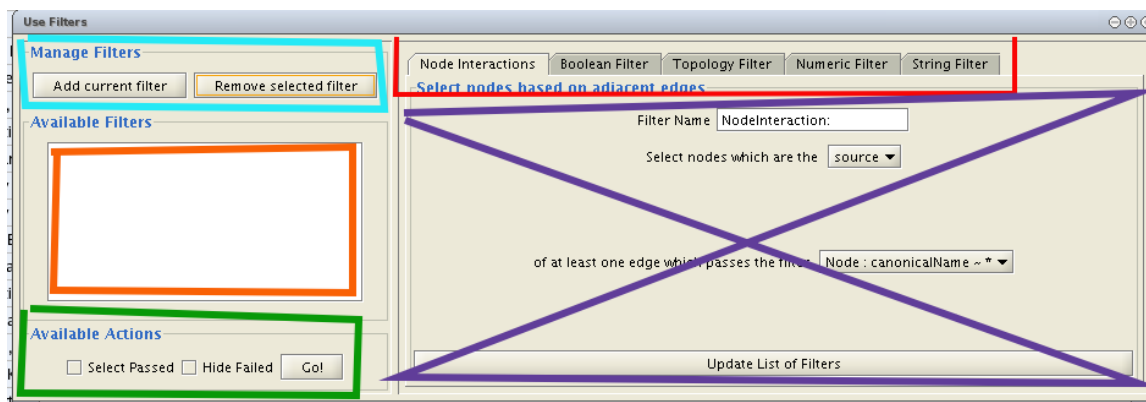 Use Filters
Manage Filters
Add current filter Remove selected filter
Available Filters
Available Actions
Select Passed Hide Failed Go!
Node Interactions Boolean Filter Topology Filter Numeric Filter String Filter
Select nodes based on adjacent edges
Filter Name NodeInteraction:
Select nodes which are the source
of at least one edge which passes the filter Node : canonicalName ~ *
Update List of Filters